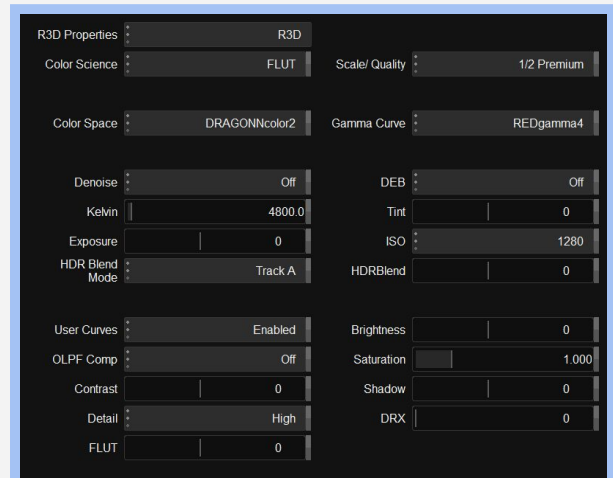 R3D Properties R3D
Color Science FLUT Scale/ Quality 1/2 Premium
Color Space DRAGONNcolor2 Gamma Curve REDgamma4
Denoise Off DEB Off
Kelvin 4800.0 Tint 0
Exposure 0 ISO 1280
HDR Blend
Mode Track A HDRBlend 0
User Curves Enabled Brightness 0
OLPF Comp Off Saturation 1.000
Contrast 0 Shadow 0
Detail High DRX 0
FLUT 0